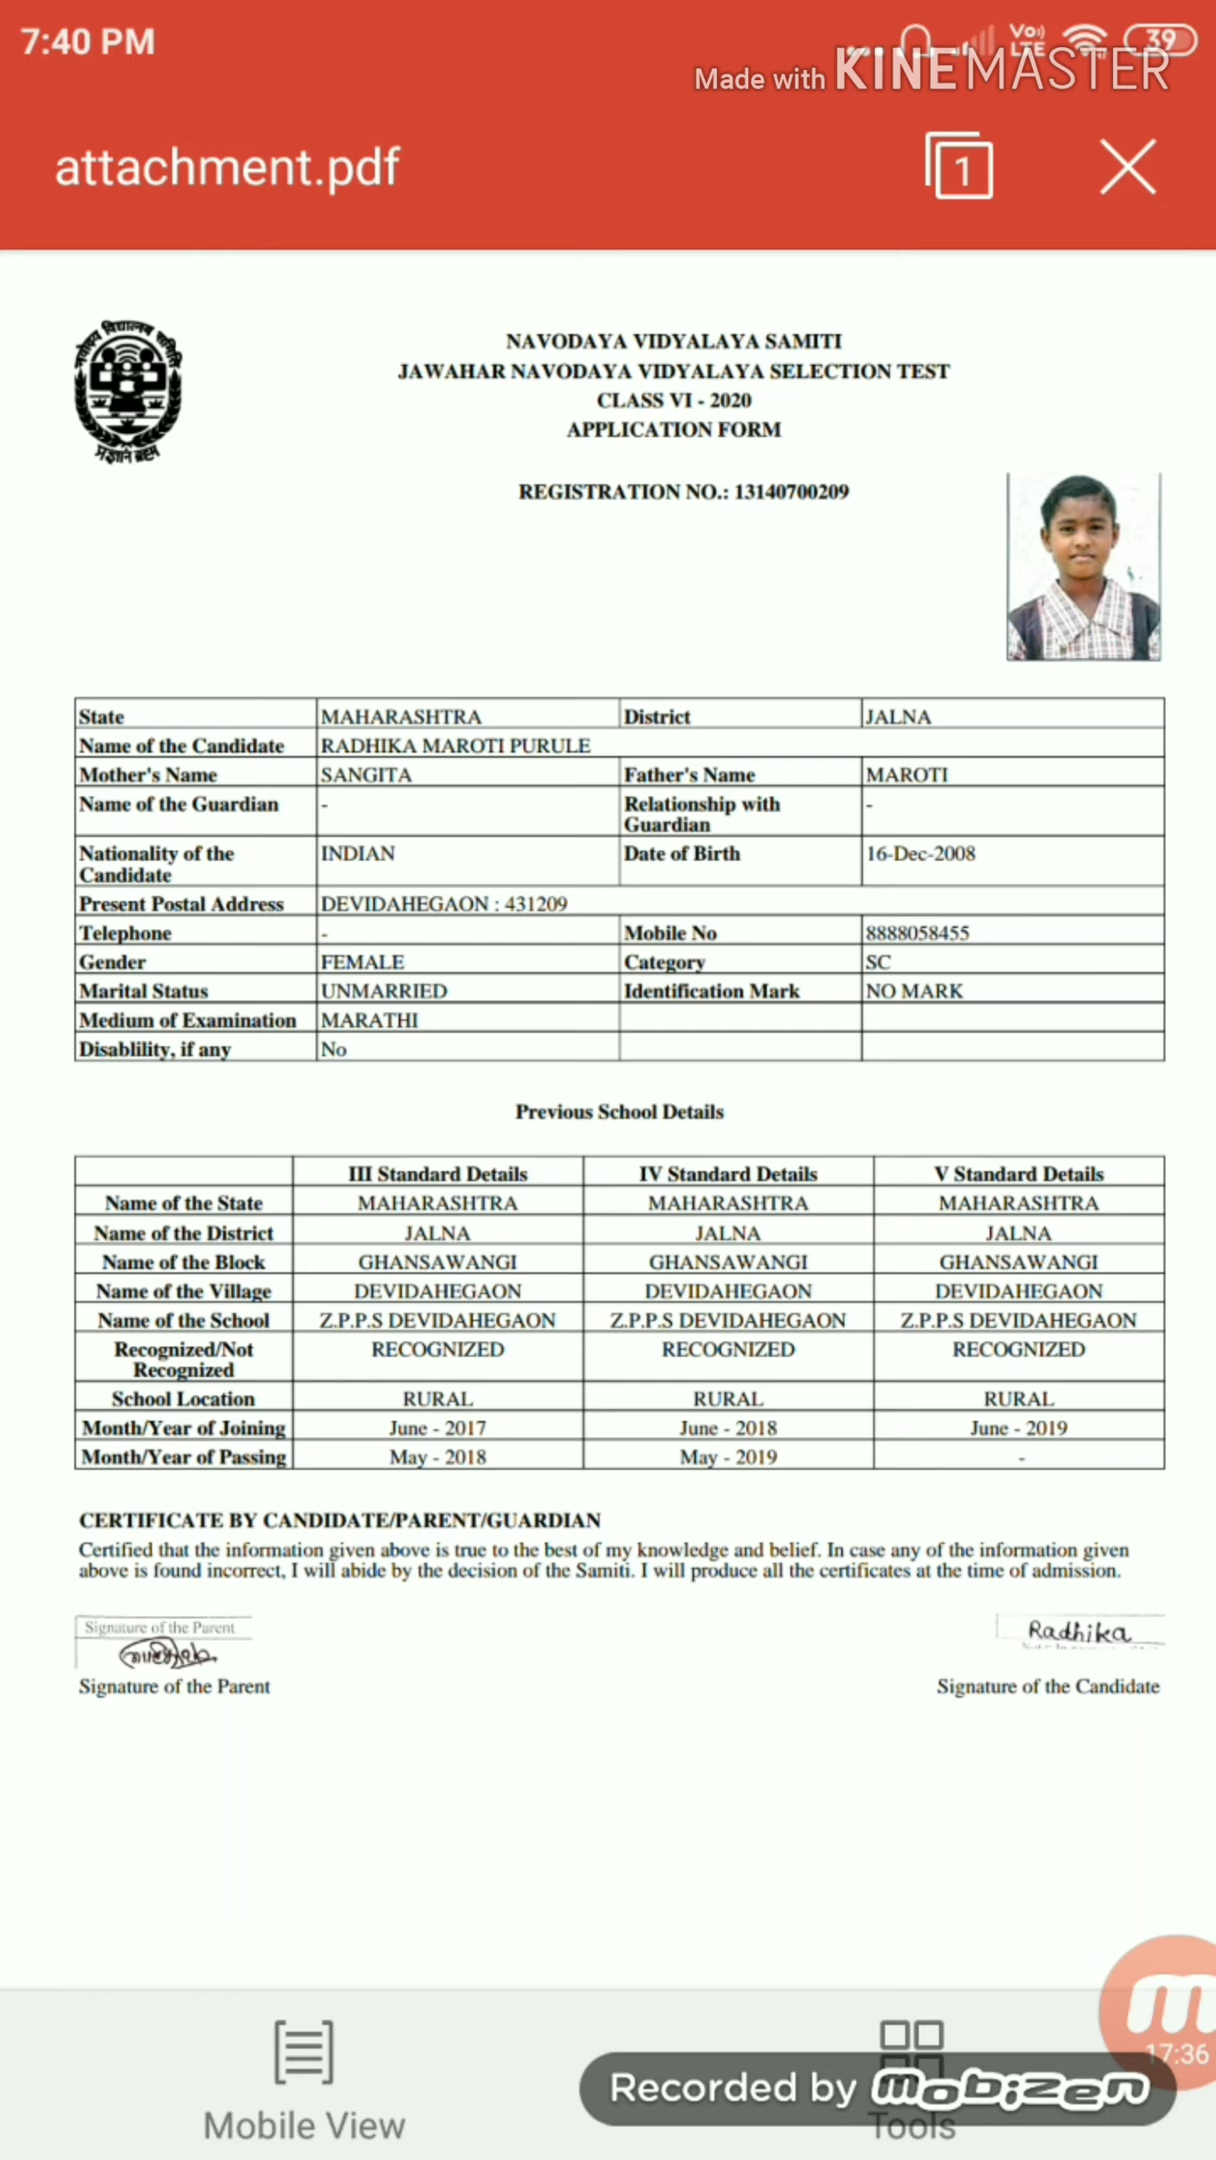 7:40 PM
Vo)) LTE 39
Made with KINEMASTER
attachment.pdf
1
नवोदय विद्यालय समिति
प्रज्ञानं ब्रह्म
NAVODAYA VIDYALAYA SAMITI
JAWAHAR NAVODAYA VIDYALAYA SELECTION TEST
CLASS VI - 2020
APPLICATION FORM
REGISTRATION NO.: 13140700209
State MAHARASHTRA District JALNA
Name of the Candidate RADHIKA MAROTI PURULE
Mother's Name SANGITA Father's Name MAROTI
Name of the Guardian - Relationship with Guardian -
Nationality of the Candidate INDIAN Date of Birth 16-Dec-2008
Present Postal Address DEVIDAHEGAON : 431209
Telephone - Mobile No 8888058455
Gender FEMALE Category SC
Marital Status UNMARRIED Identification Mark NO MARK
Medium of Examination MARATHI
Disablility, if any No
Previous School Details
III Standard Details IV Standard Details V Standard Details
Name of the State MAHARASHTRA MAHARASHTRA MAHARASHTRA
Name of the District JALNA JALNA JALNA
Name of the Block GHANSAWANGI GHANSAWANGI GHANSAWANGI
Name of the Village DEVIDAHEGAON DEVIDAHEGAON DEVIDAHEGAON
Name of the School Z.P.P.S DEVIDAHEGAON Z.P.P.S DEVIDAHEGAON Z.P.P.S DEVIDAHEGAON
Recognized/Not Recognized RECOGNIZED RECOGNIZED RECOGNIZED
School Location RURAL RURAL RURAL
Month/Year of Joining June - 2017 June - 2018 June - 2019
Month/Year of Passing May - 2018 May - 2019 -
CERTIFICATE BY CANDIDATE/PARENT/GUARDIAN
Certified that the information given above is true to the best of my knowledge and belief. In case any of the information given
above is found incorrect, I will abide by the decision of the Samiti. I will produce all the certificates at the time of admission.
Signature of the Parent
Radhika
Signature of the Parent Signature of the Candidate
17:36
Recorded by mobizen
Mobile View Tools